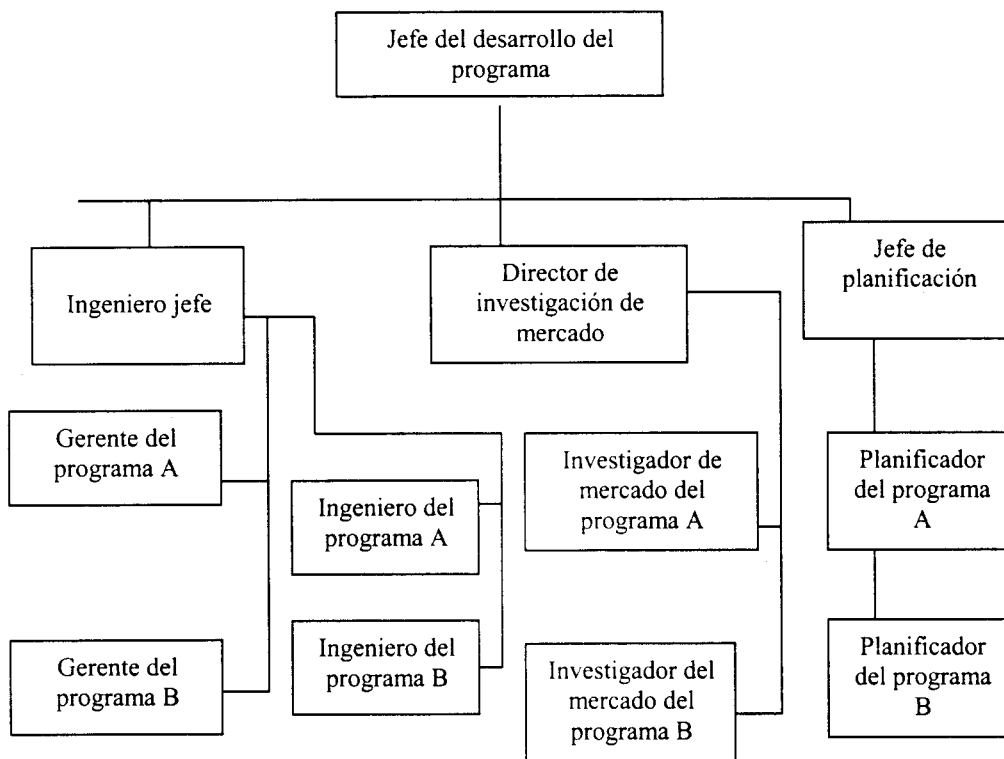 Jefe del desarrollo del
programa
Ingeniero jefe
Director de
investigación de
mercado
Jefe de
planificación
Gerente del
programa A
Ingeniero del
programa A
Investigador de
mercado del
programa A
Planificador
del programa
A
Gerente del
programa B
Ingeniero del
programa B
Investigador del
mercado del
programa B
Planificador
del programa
B